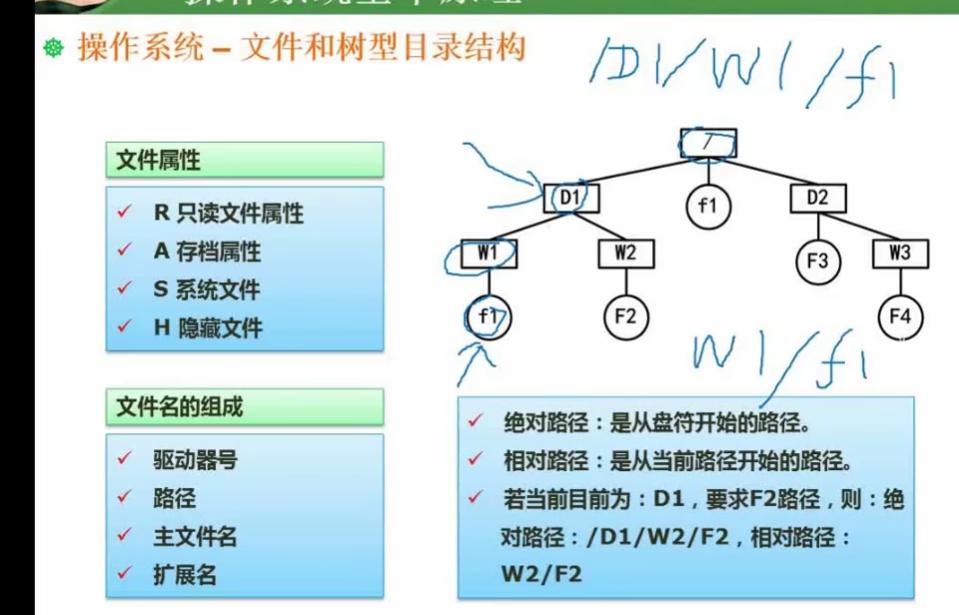 操作系统 – 文件和树型目录结构
/D1/W1/f1
文件属性
R 只读文件属性
A 存档属性
S 系统文件
H 隐藏文件
/
D1
f1
D2
W1
W2
F3
W3
f1
F2
F4
W1/f1
文件名的组成
驱动器号
路径
主文件名
扩展名
绝对路径：是从盘符开始的路径。
相对路径：是从当前路径开始的路径。
若当前目前为：D1，要求F2路径，则：绝
对路径：/D1/W2/F2，相对路径：
W2/F2